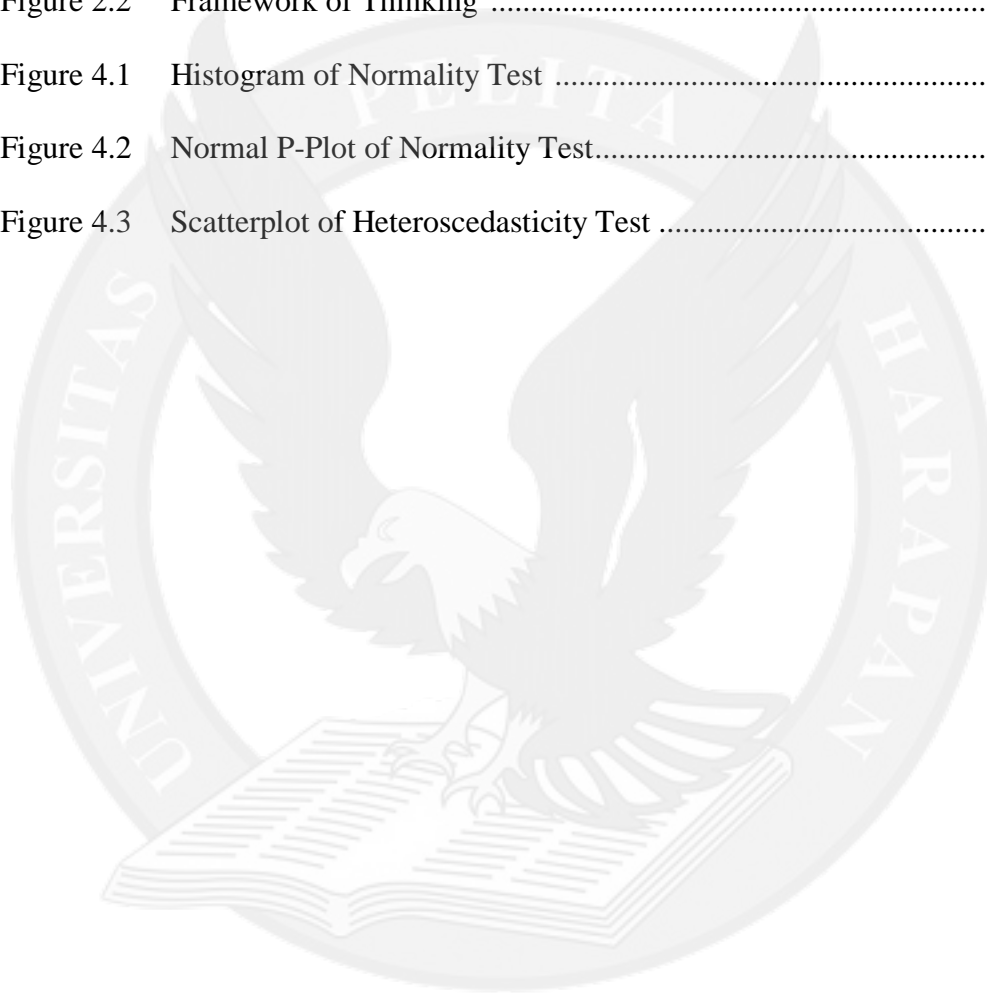 Figure 2.2 Framework of Thinking ................................................................
Figure 4.1 Histogram of Normality Test ........................................................
Figure 4.2 Normal P-Plot of Normality Test...................................................
Figure 4.3 Scatterplot of Heteroscedasticity Test ..........................................
UNIVERSITAS PELITA HARAPAN